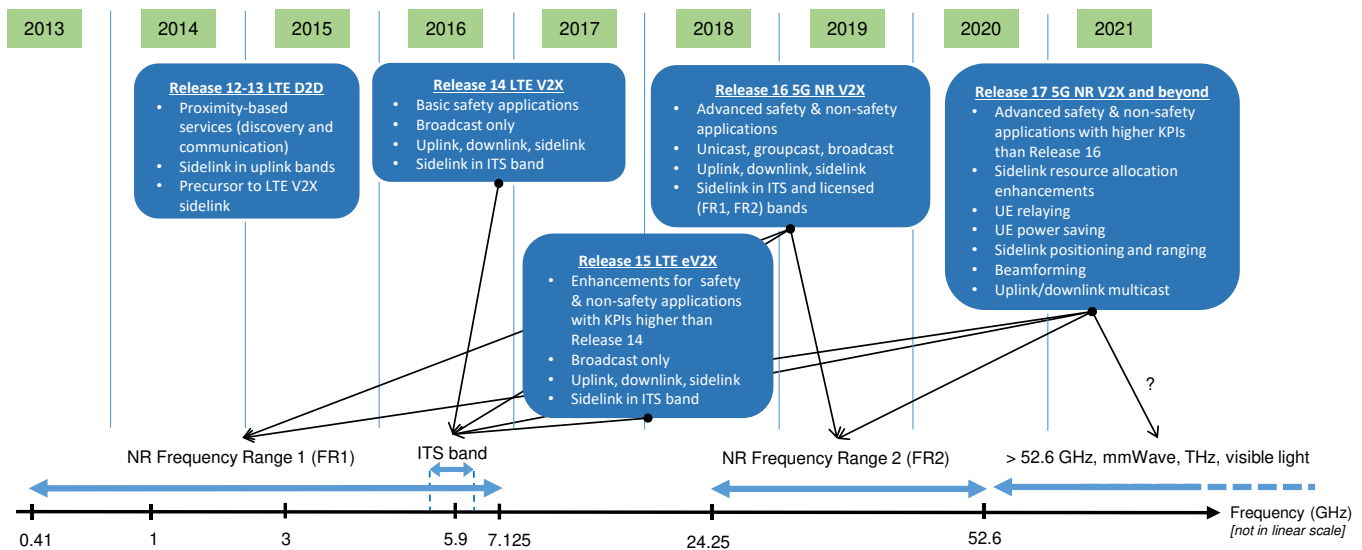 2013
2014
2015
2016
2017
2018
2019
2020
2021
Release 12-13 LTE D2D
• Proximity-based
services (discovery and
communication)
• Sidelink in uplink bands
• Precursor to LTE V2X
sidelink
Release 14 LTE V2X
• Basic safety applications
• Broadcast only
• Uplink, downlink, sidelink
• Sidelink in ITS band
Release 15 LTE eV2X
• Enhancements for safety
& non-safety applications
with KPIs higher than
Release 14
• Broadcast only
• Uplink, downlink, sidelink
• Sidelink in ITS band
Release 16 5G NR V2X
• Advanced safety & non-safety
applications
• Unicast, groupcast, broadcast
• Uplink, downlink, sidelink
• Sidelink in ITS and licensed
(FR1, FR2) bands
Release 17 5G NR V2X and beyond
• Advanced safety & non-safety
applications with higher KPIs
than Release 16
• Sidelink resource allocation
enhancements
• UE relaying
• UE power saving
• Sidelink positioning and ranging
• Beamforming
• Uplink/downlink multicast
?
NR Frequency Range 1 (FR1)
ITS band
NR Frequency Range 2 (FR2)
> 52.6 GHz, mmWave, THz, visible light
0.41
1
3
5.9
7.125
24.25
52.6
Frequency (GHz)
[not in linear scale]